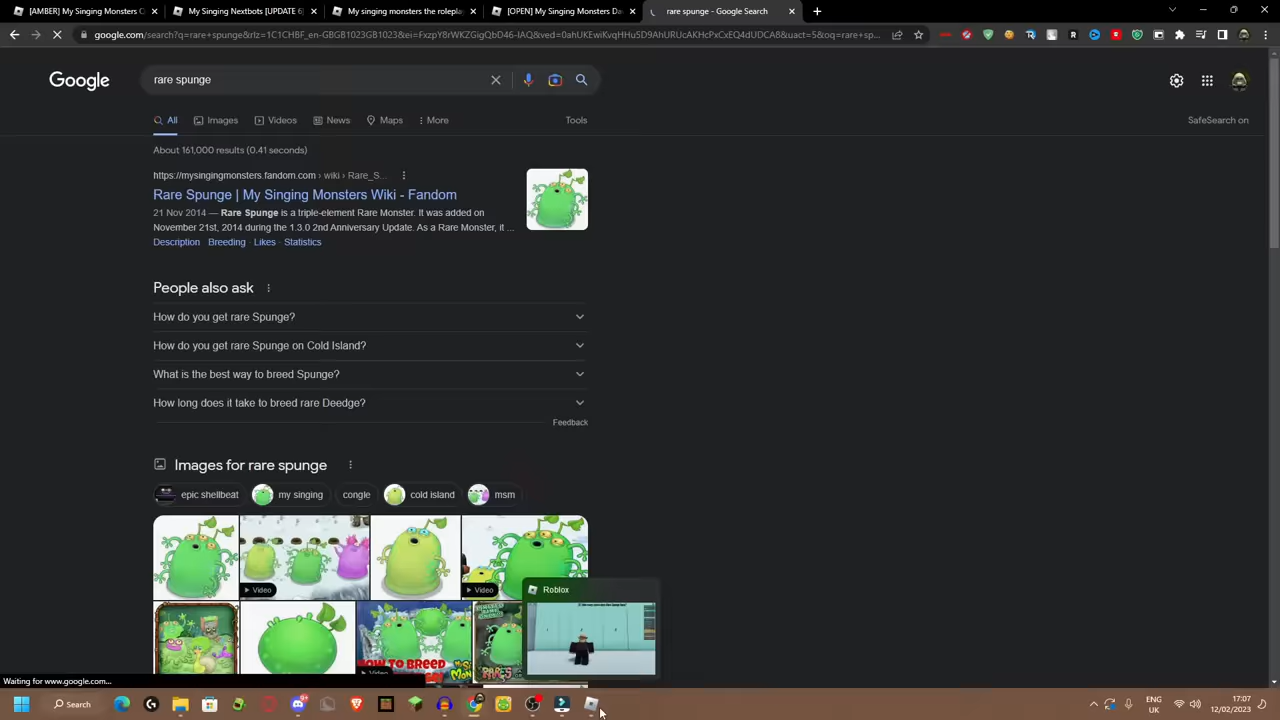 [AMBER] My Singing Monsters O
My Singing Nextbots [UPDATE 6]
My singing monsters the roleplay
[OPEN] My Singing Monsters Da
rare spunge - Google Search
google.com/search?q=rare+spunge&rlz=1C1CHBF_en-GBGB1023GB1023&ei=FxzpY8rWKZGigQbD46-IAQ&ved=0ahUKEwiKvqHHu5D9AhURUcAKHcPxCxEQ4dUDCA8&uact=5&oq=rare+sp...
Google
rare spunge
All
Images
Videos
News
Maps
More
Tools
SafeSearch on
About 161,000 results (0.41 seconds)
https://mysingingmonsters.fandom.com › wiki › Rare_S...
Rare Spunge | My Singing Monsters Wiki - Fandom
21 Nov 2014 — Rare Spunge is a triple-element Rare Monster. It was added on
November 21st, 2014 during the 1.3.0 2nd Anniversary Update. As a Rare Monster, it ...
Description · Breeding · Likes · Statistics
People also ask
How do you get rare Spunge?
How do you get rare Spunge on Cold Island?
What is the best way to breed Spunge?
How long does it take to breed rare Deedge?
Feedback
Images for rare spunge
epic shellbeat
my singing
congle
cold island
msm
Video
Video
Roblox
HOW TO BREED
Video
RARES
Waiting for www.google.com...
Search
ENG
UK
17:07
12/02/2023